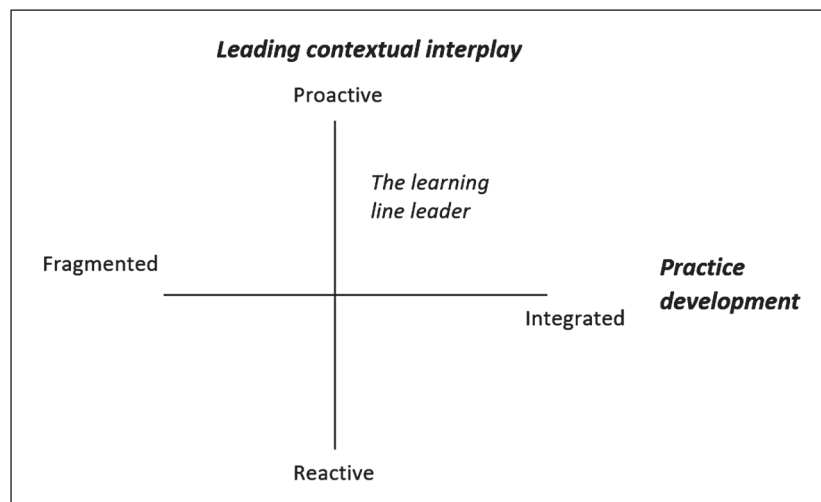 Leading contextual interplay
Proactive
The learning
line leader
Fragmented
Practice
development
Integrated
Reactive